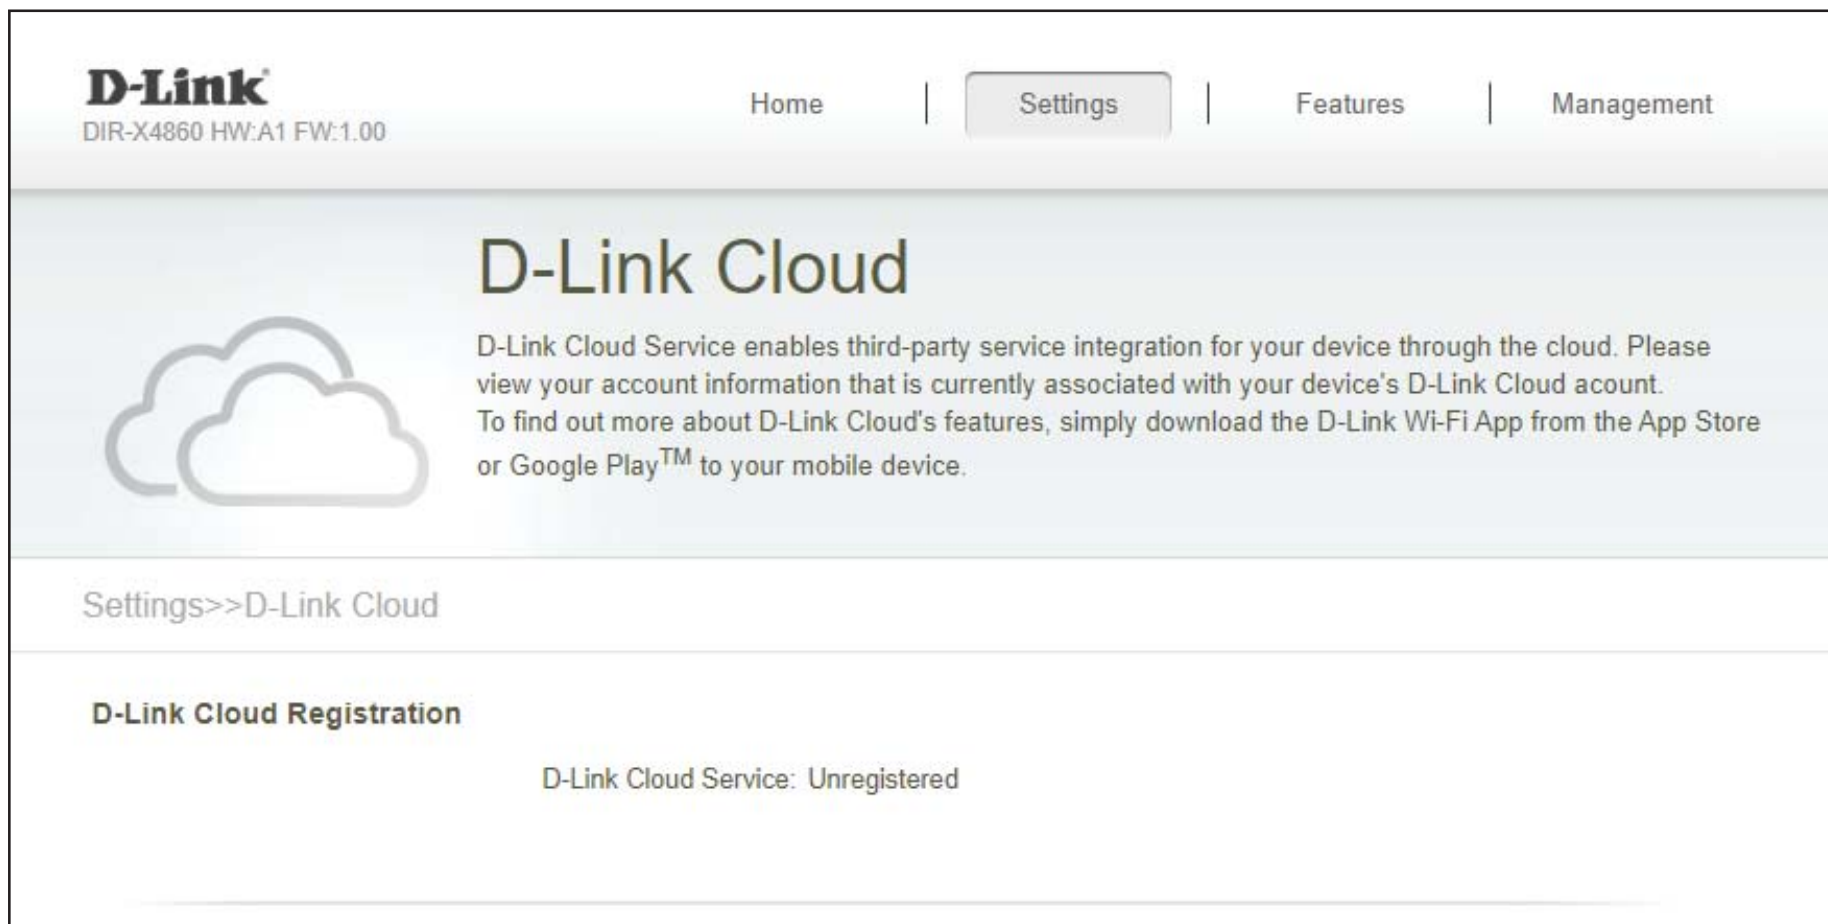 D-Link
DIR-X4860 HW:A1 FW:1.00
Home | Settings | Features | Management
D-Link Cloud
D-Link Cloud Service enables third-party service integration for your device through the cloud. Please
view your account information that is currently associated with your device's D-Link Cloud acount.
To find out more about D-Link Cloud's features, simply download the D-Link Wi-Fi App from the App Store
or Google Play™ to your mobile device.
Settings>>D-Link Cloud
D-Link Cloud Registration
D-Link Cloud Service: Unregistered